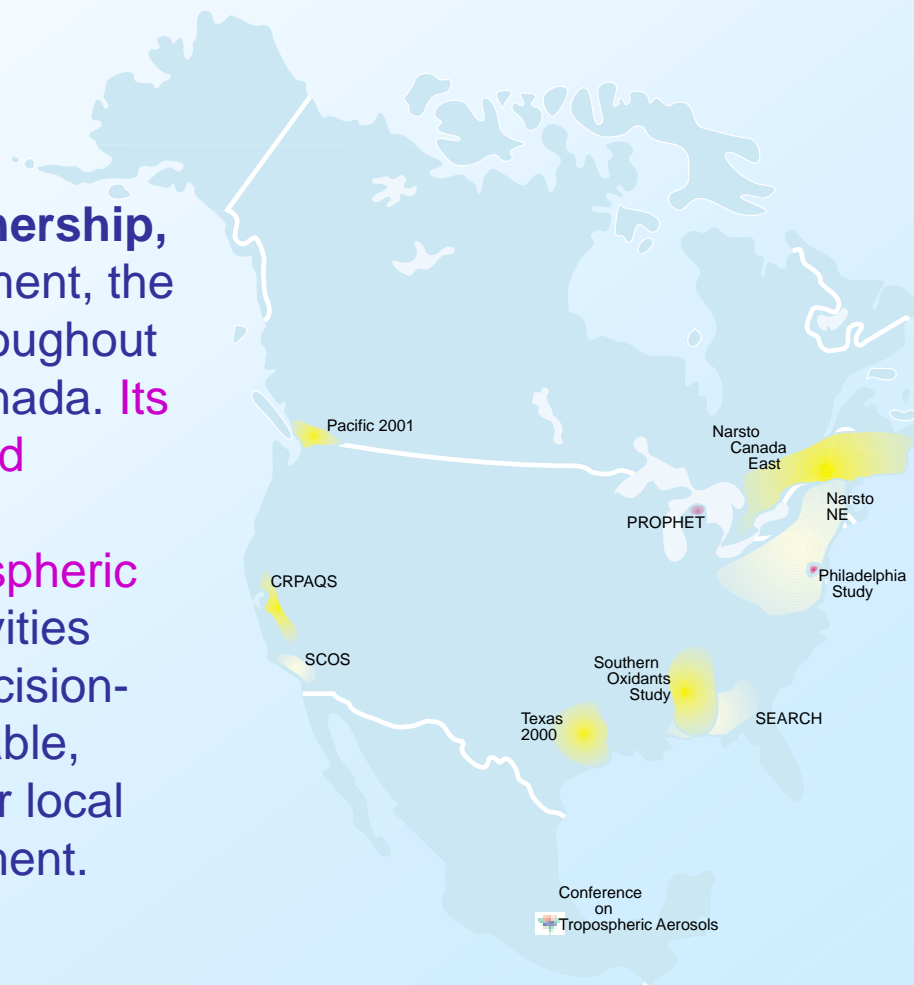 nership,
ment, the
roughout
nada. Its
d
spheric
vities
cision-
able,
r local
ment.
Pacific 2001
Narsto
Canada
East
Narsto
NE
PROPHET
Philadelphia
Study
CRPAQS
SCOS
Southern
Oxidants
Study
Texas
2000
SEARCH
Conference
on
Tropospheric Aerosols